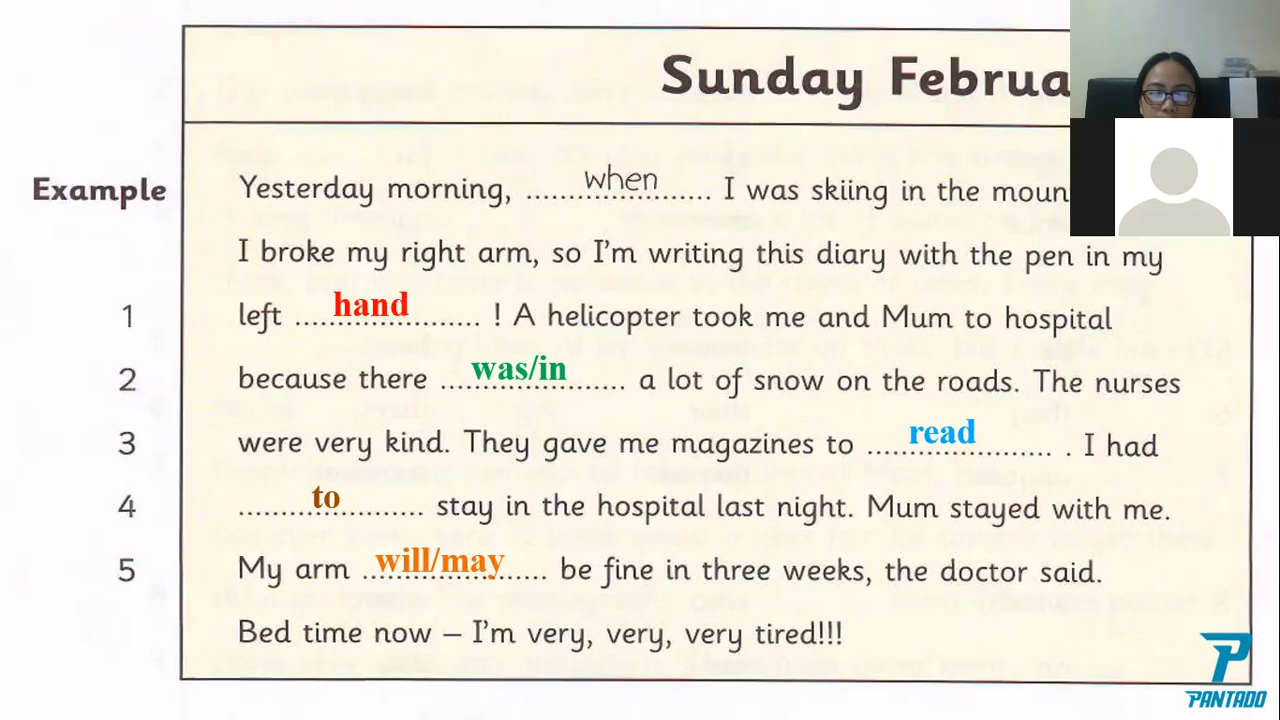 Sunday Februa
Example Yesterday morning, ........when........ I was skiing in the moun
I broke my right arm, so I'm writing this diary with the pen in my
1 left ........hand........ ! A helicopter took me and Mum to hospital
2 because there ........was/in........ a lot of snow on the roads. The nurses
3 were very kind. They gave me magazines to ........read........ . I had
4 ........to........ stay in the hospital last night. Mum stayed with me.
5 My arm ........will/may........ be fine in three weeks, the doctor said.
Bed time now – I'm very, very, very tired!!!
PANTADO